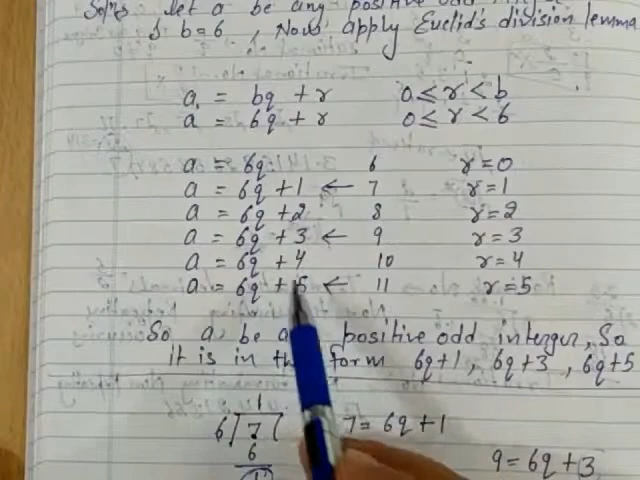 Soln: Let a be any positive odd
& b=6, Now apply Euclid's division lemma
a = bq + r 0 ≤ r < b
a = 6q + r 0 ≤ r < 6
a = 6q 6 r=0
a = 6q +1 ← 7 r=1
a = 6q +2 8 r=2
a = 6q +3 ← 9 r=3
a = 6q +4 10 r=4
a = 6q +5 ← 11 r=5
So a be a positive odd interger, So
it is in th form 6q+1, 6q+3, 6q+5
1
6)7( 7=6q+1
6
1 9=6q+3